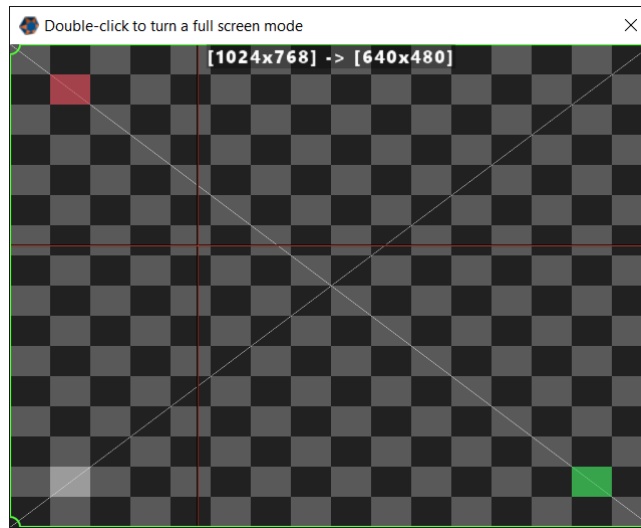 Double-click to turn a full screen mode
[1024x768] -> [640x480]